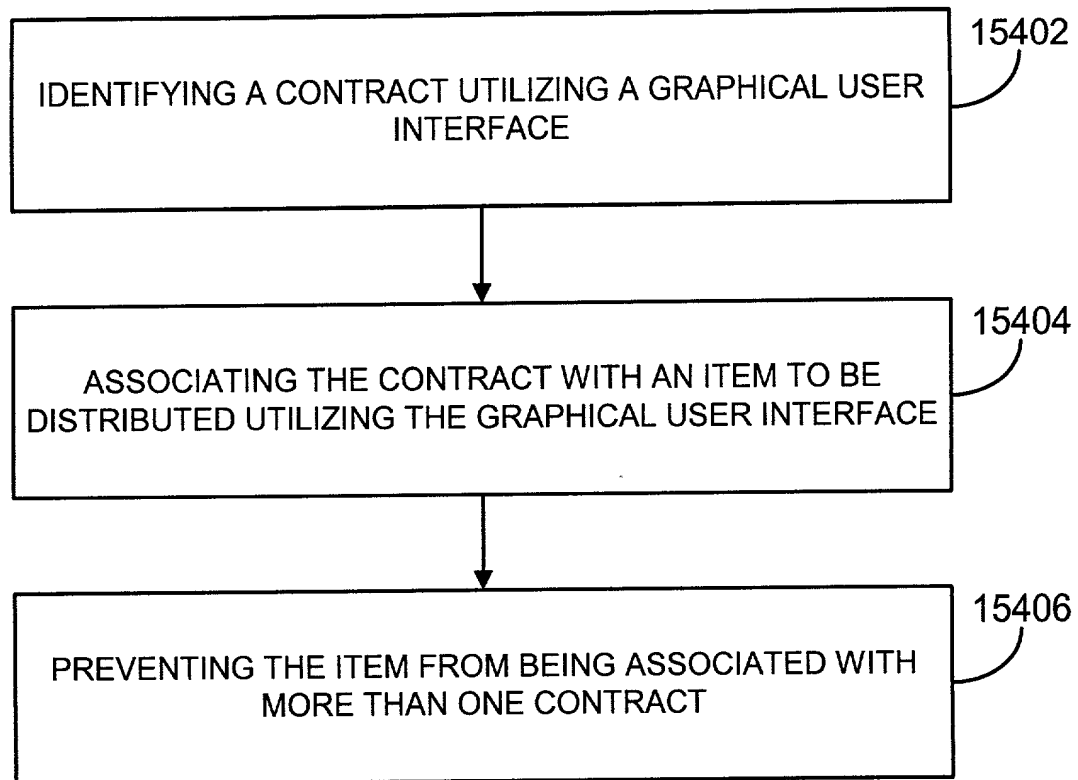 15402
IDENTIFYING A CONTRACT UTILIZING A GRAPHICAL USER
INTERFACE
15404
ASSOCIATING THE CONTRACT WITH AN ITEM TO BE
DISTRIBUTED UTILIZING THE GRAPHICAL USER INTERFACE
15406
PREVENTING THE ITEM FROM BEING ASSOCIATED WITH
MORE THAN ONE CONTRACT